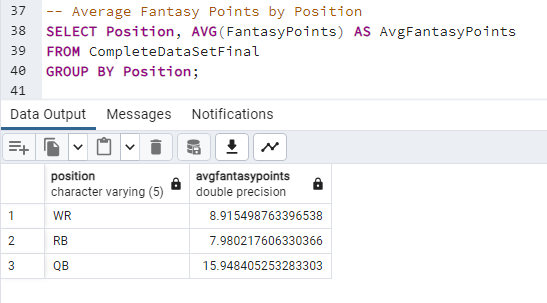 37 -- Average Fantasy Points by Position
38 SELECT Position, AVG(FantasyPoints) AS AvgFantasyPoints
39 FROM CompleteDataSetFinal
40 GROUP BY Position;
41
Data Output Messages Notifications
position avgfantasypoints
character varying (5) double precision
1 WR 8.915498763396538
2 RB 7.980217606330366
3 QB 15.948405253283303